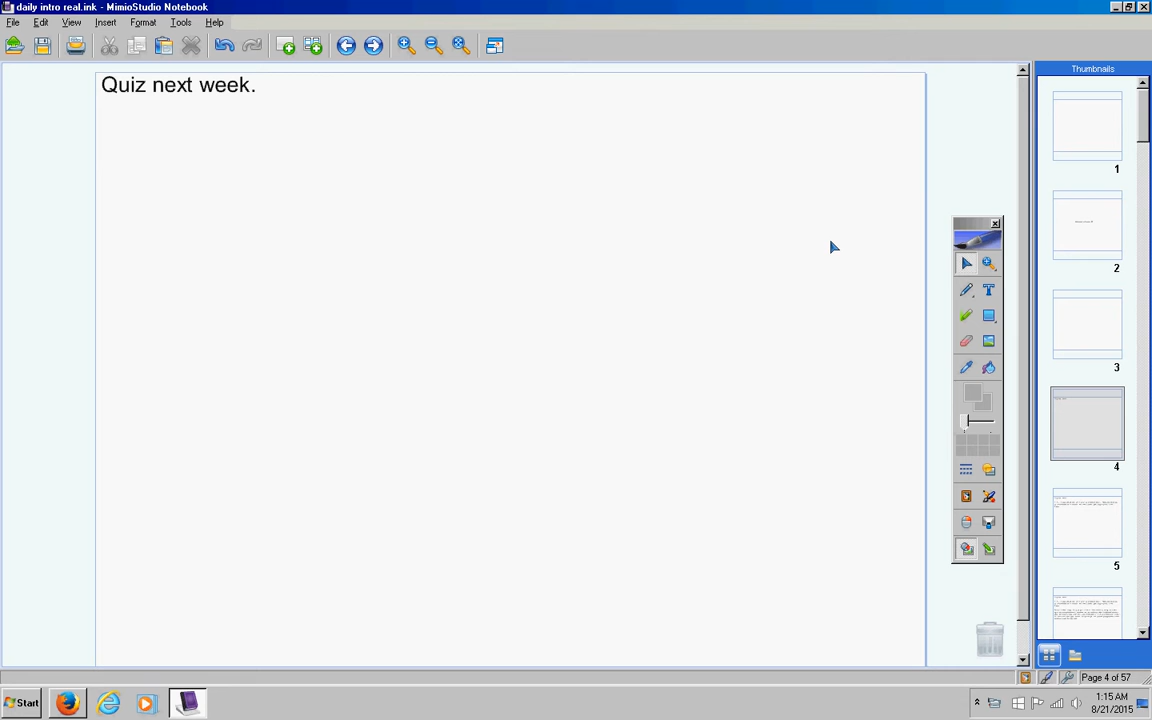 daily intro real.ink - MimioStudio Notebook
File Edit View Insert Format Tools Help
Quiz next week.
Thumbnails
1
2
3
4
5
Page 4 of 57
Start
1:15 AM
8/21/2015